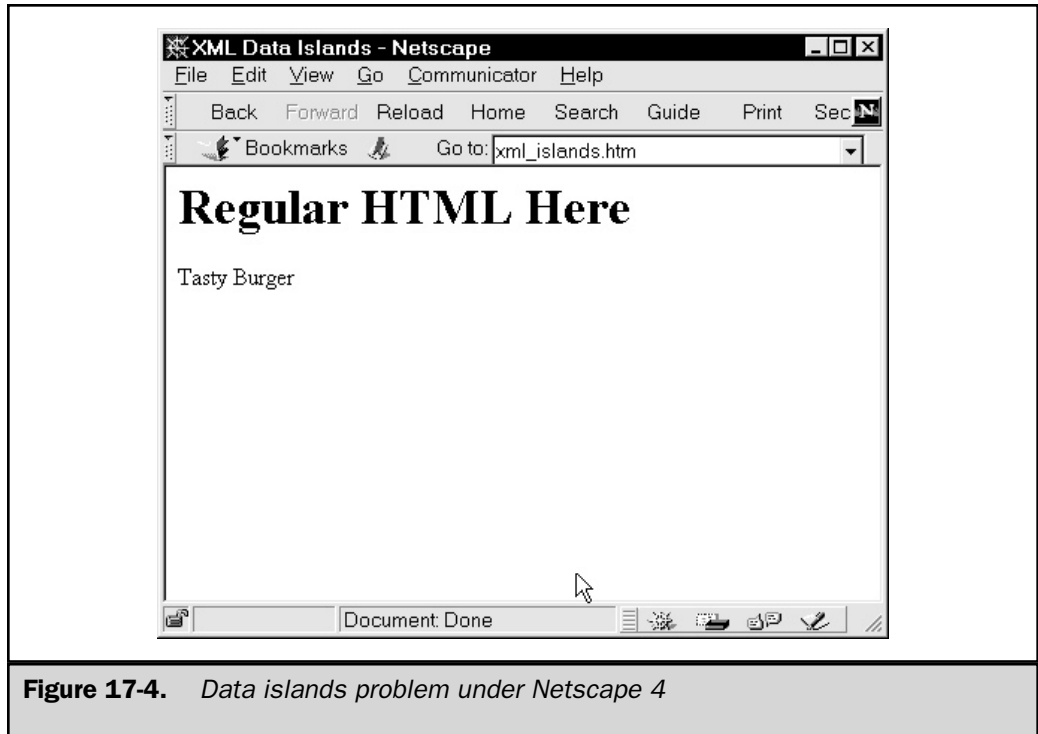 XML Data Islands - Netscape
File Edit View Go Communicator Help
Back Forward Reload Home Search Guide Print Sec N
Bookmarks Go to: xml_islands.htm
Regular HTML Here
Tasty Burger
Document: Done
Figure 17-4. Data islands problem under Netscape 4